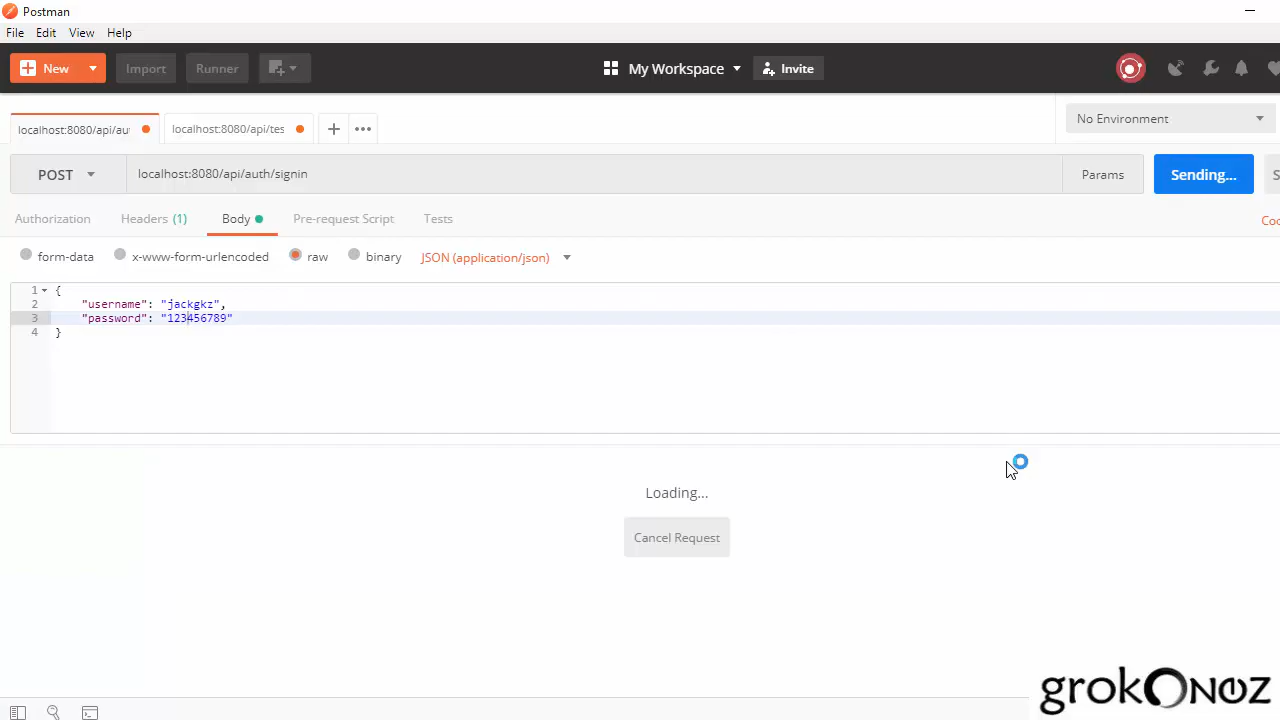 Postman
File Edit View Help
New Import Runner My Workspace Invite
localhost:8080/api/au localhost:8080/api/tes No Environment
POST localhost:8080/api/auth/signin Params Sending... S
Authorization Headers (1) Body Pre-request Script Tests Coo
form-data x-www-form-urlencoded raw binary JSON (application/json)
1 {
2 "username": "jackgkz",
3 "password": "123456789"
4 }
Loading...
Cancel Request
grokonez